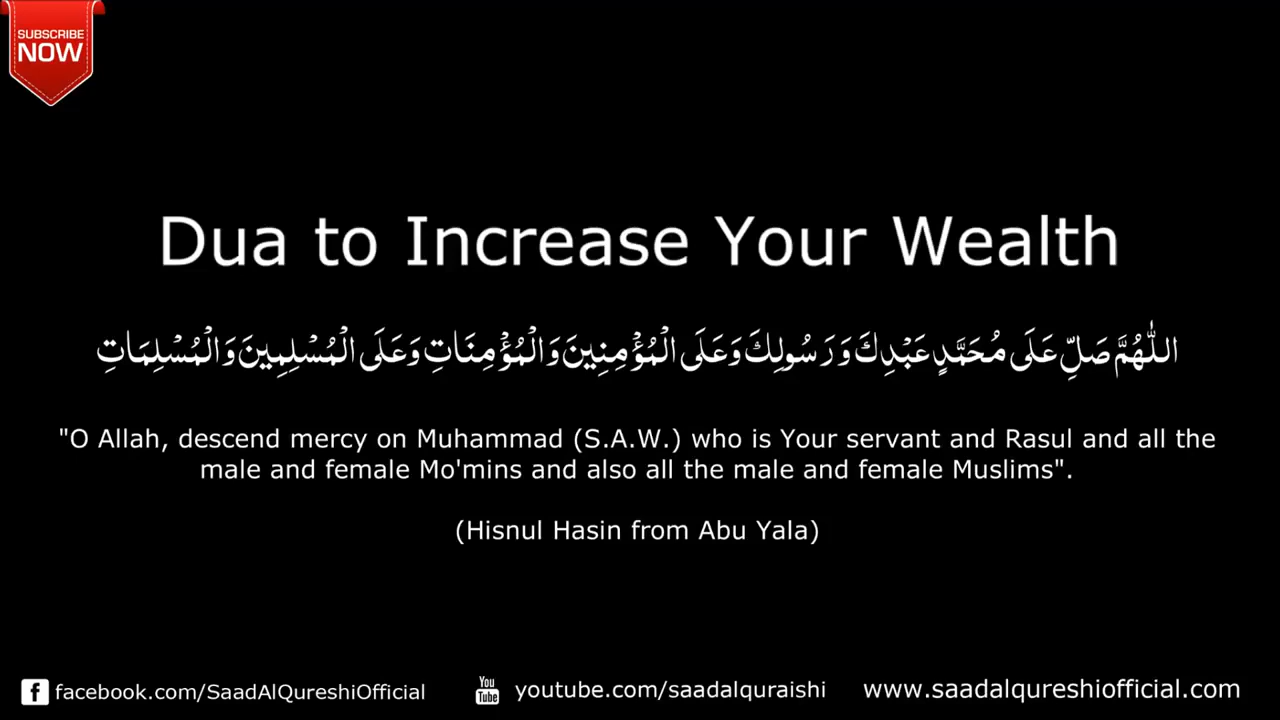 SUBSCRIBE
NOW
Dua to Increase Your Wealth
اللّٰهُمَّ صَلِّ عَلَى مُحَمَّدٍ عَبْدِكَ وَرَسُولِكَ وَعَلَى الْمُؤْمِنِينَ وَالْمُؤْمِنَاتِ وَعَلَى الْمُسْلِمِينَ وَالْمُسْلِمَاتِ
"O Allah, descend mercy on Muhammad (S.A.W.) who is Your servant and Rasul and all the
male and female Mo'mins and also all the male and female Muslims".
(Hisnul Hasin from Abu Yala)
f facebook.com/SaadAlQureshiOfficial You Tube youtube.com/saadalquraishi www.saadalqureshiofficial.com